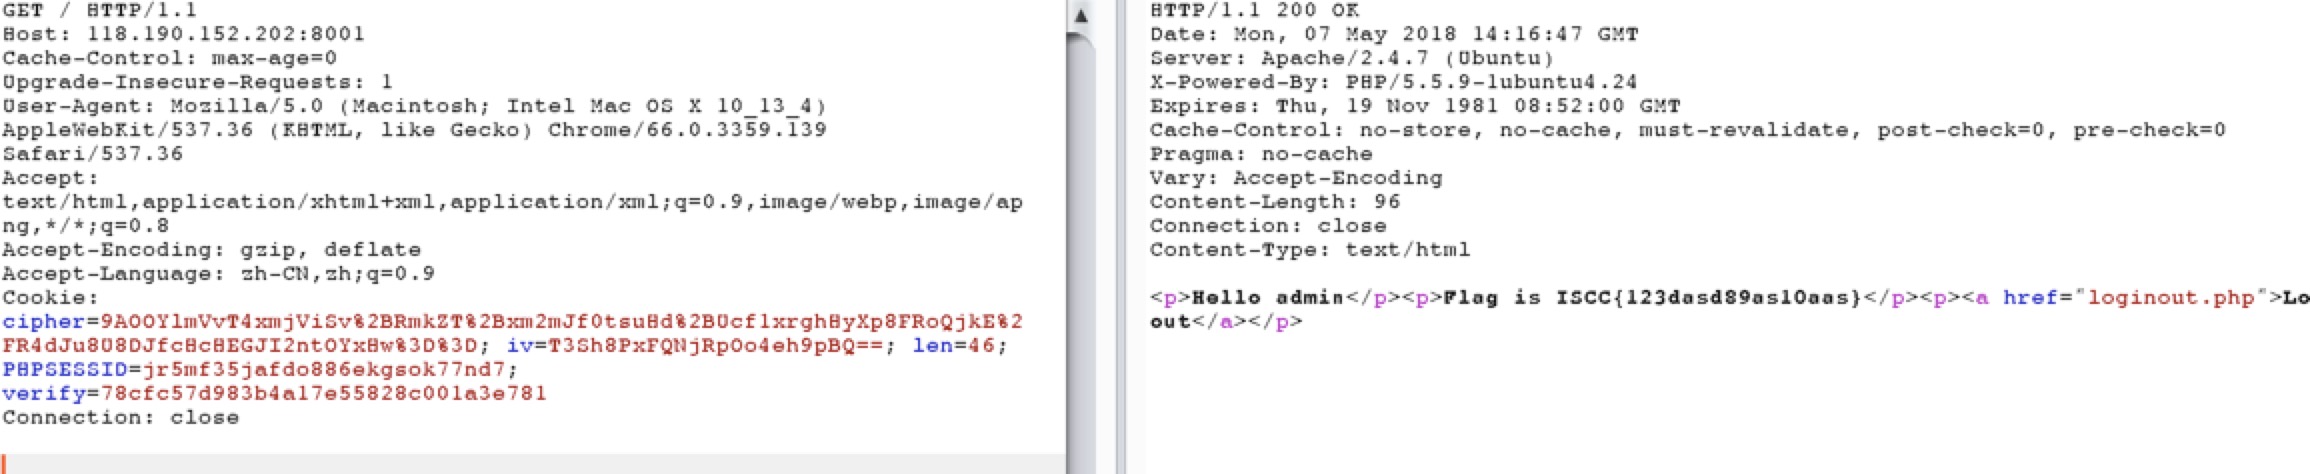 GET / HTTP/1.1
Host: 118.190.152.202:8001
Cache-Control: max-age=0
Upgrade-Insecure-Requests: 1
User-Agent: Mozilla/5.0 (Macintosh; Intel Mac OS X 10_13_4)
AppleWebKit/537.36 (KHTML, like Gecko) Chrome/66.0.3359.139
Safari/537.36
Accept:
text/html,application/xhtml+xml,application/xml;q=0.9,image/webp,image/ap
ng,*/*;q=0.8
Accept-Encoding: gzip, deflate
Accept-Language: zh-CN,zh;q=0.9
Cookie:
cipher=9AOOYlmVvT4xmjViSv%2BRmkZT%2Bxm2mJf0tsuHd%2BUcflxrghHyXp8FRoQjkE%2
FR4dJu8U8DJfcHcHEGJI2ntOYxHw%3D%3D; iv=T3Sh8PxFQNjRpOo4eh9pBQ==; len=46;
PHPSESSID=jr5mf35jafdo886ekgsok77nd7;
verify=78cfc57d983b4a17e55828c001a3e781
Connection: close
HTTP/1.1 200 OK
Date: Mon, 07 May 2018 14:16:47 GMT
Server: Apache/2.4.7 (Ubuntu)
X-Powered-By: PHP/5.5.9-1ubuntu4.24
Expires: Thu, 19 Nov 1981 08:52:00 GMT
Cache-Control: no-store, no-cache, must-revalidate, post-check=0, pre-check=0
Pragma: no-cache
Vary: Accept-Encoding
Content-Length: 96
Connection: close
Content-Type: text/html
<p>Hello admin</p><p>Flag is ISCC{123dasd89as10aas}</p><p><a href="loginout.php">Lo
out</a></p>